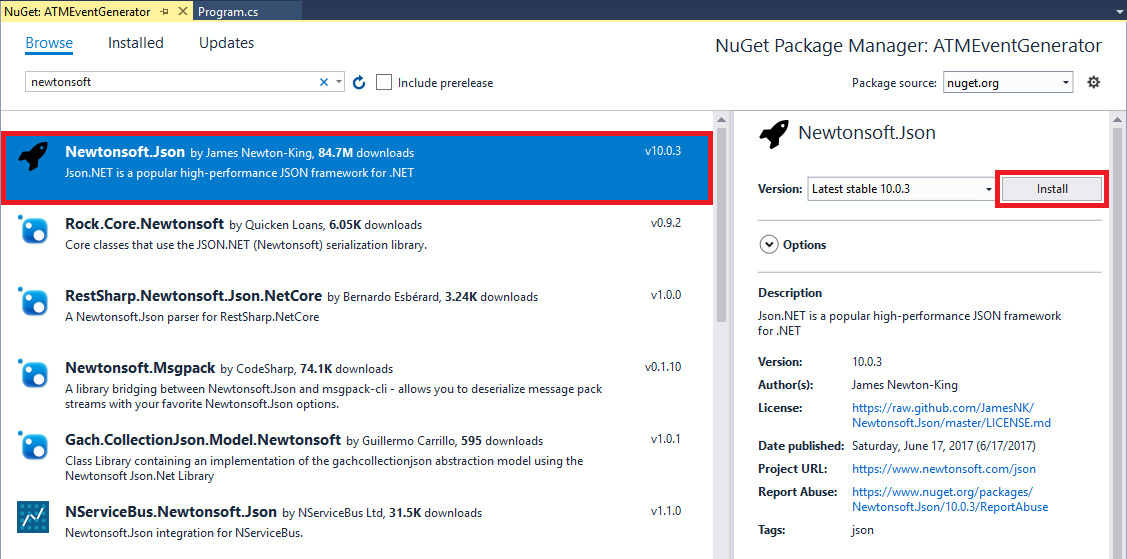 NuGet: ATMEventGenerator
Program.cs
Browse Installed Updates
NuGet Package Manager: ATMEventGenerator
newtonsoft
Include prerelease
Package source: nuget.org
Newtonsoft.Json by James Newton-King, 84.7M downloads
v10.0.3
Json.NET is a popular high-performance JSON framework for .NET
Rock.Core.Newtonsoft by Quicken Loans, 6.05K downloads
v0.9.2
Core classes that use the JSON.NET (Newtonsoft) serialization library.
RestSharp.Newtonsoft.Json.NetCore by Bernardo Esbérard, 3.24K downloads
v1.0.0
A Newtonsoft.Json parser for RestSharp.NetCore
Newtonsoft.Msgpack by CodeSharp, 74.1K downloads
v0.1.10
A library bridging between Newtonsoft.Json and msgpack-cli - allows you to deserialize message pack
streams with your favorite Newtonsoft.Json options.
Gach.CollectionJson.Model.Newtonsoft by Guillermo Carrillo, 595 downloads
v1.0.1
Class Library containing an implementation of the gachcollectionjson abstraction model using the
Newtonsoft Json.Net Library
NServiceBus.Newtonsoft.Json by NServiceBus Ltd, 31.5K downloads
v1.1.0
Newtonsoft.Json integration for NServiceBus.
Newtonsoft.Json
Version: Latest stable 10.0.3 Install
Options
Description
Json.NET is a popular high-performance JSON framework
for .NET
Version: 10.0.3
Author(s): James Newton-King
License: https://raw.github.com/JamesNK/
Newtonsoft.Json/master/LICENSE.md
Date published: Saturday, June 17, 2017 (6/17/2017)
Project URL: https://www.newtonsoft.com/json
Report Abuse: https://www.nuget.org/packages/
Newtonsoft.Json/10.0.3/ReportAbuse
Tags: json